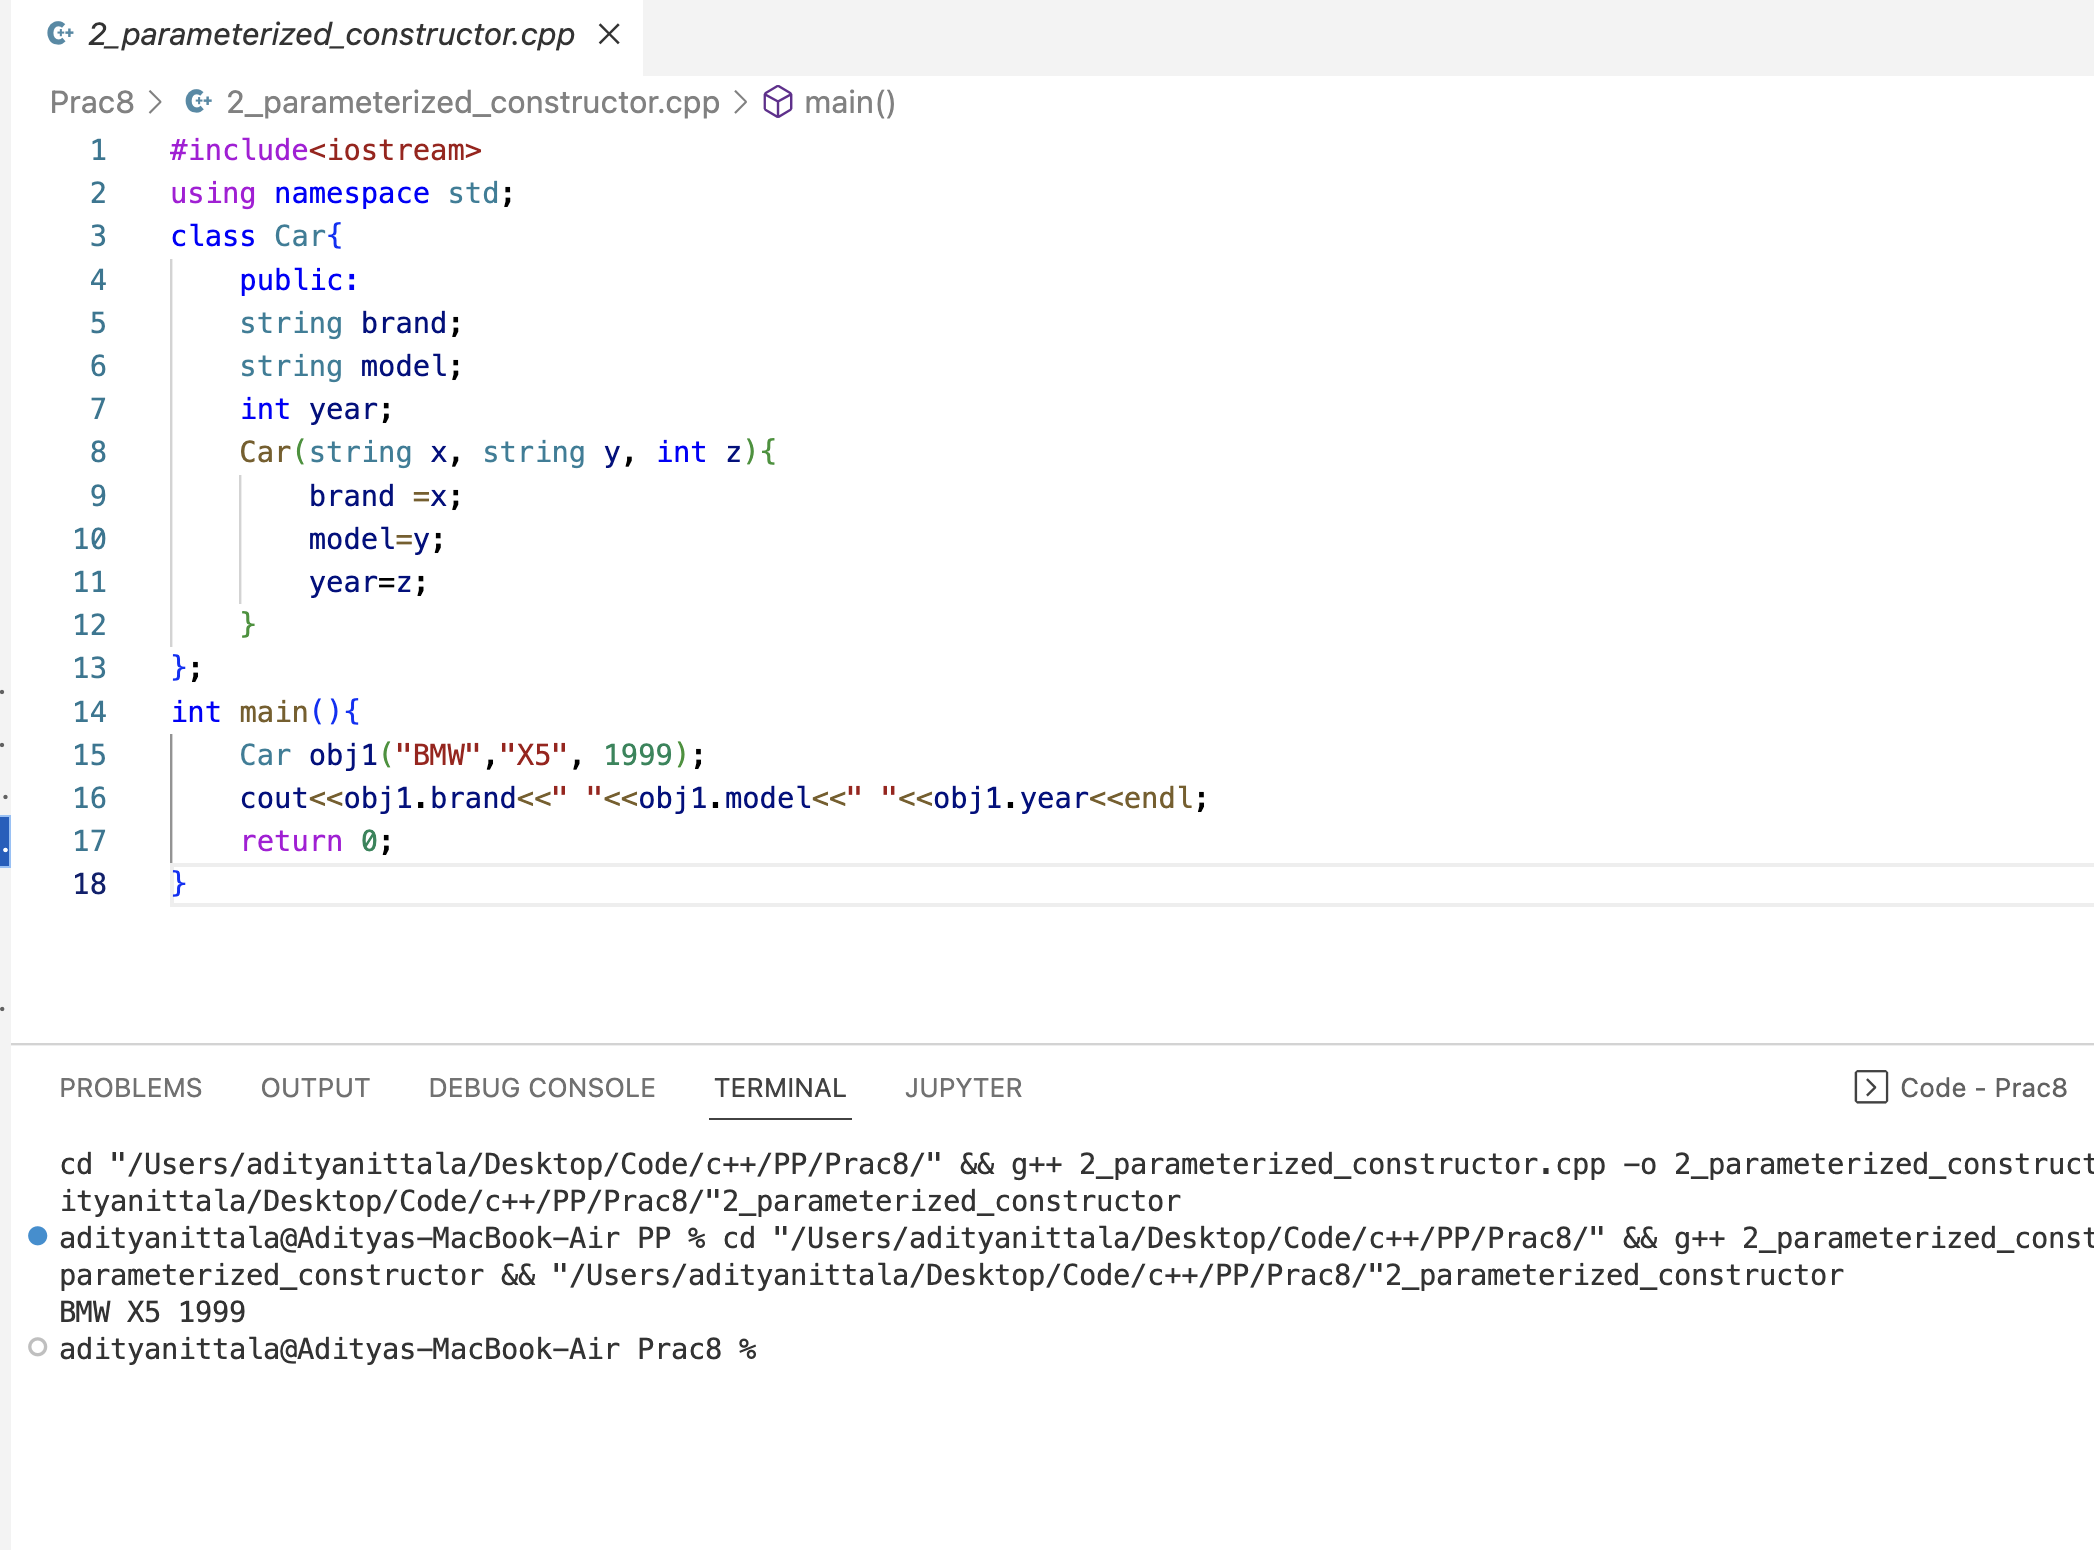 2_parameterized_constructor.cpp
Prac8 > 2_parameterized_constructor.cpp > main()
1 #include<iostream>
2 using namespace std;
3 class Car{
4     public:
5     string brand;
6     string model;
7     int year;
8     Car(string x, string y, int z){
9         brand =x;
10         model=y;
11         year=z;
12     }
13 };
14 int main(){
15     Car obj1("BMW","X5", 1999);
16     cout<<obj1.brand<<" "<<obj1.model<<" "<<obj1.year<<endl;
17     return 0;
18 }
PROBLEMS OUTPUT DEBUG CONSOLE TERMINAL JUPYTER Code - Prac8
cd "/Users/adityanittala/Desktop/Code/c++/PP/Prac8/" && g++ 2_parameterized_constructor.cpp -o 2_parameterized_construct
ityanittala/Desktop/Code/c++/PP/Prac8/"2_parameterized_constructor
adityanittala@Adityas-MacBook-Air PP % cd "/Users/adityanittala/Desktop/Code/c++/PP/Prac8/" && g++ 2_parameterized_const
parameterized_constructor && "/Users/adityanittala/Desktop/Code/c++/PP/Prac8/"2_parameterized_constructor
BMW X5 1999
adityanittala@Adityas-MacBook-Air Prac8 %